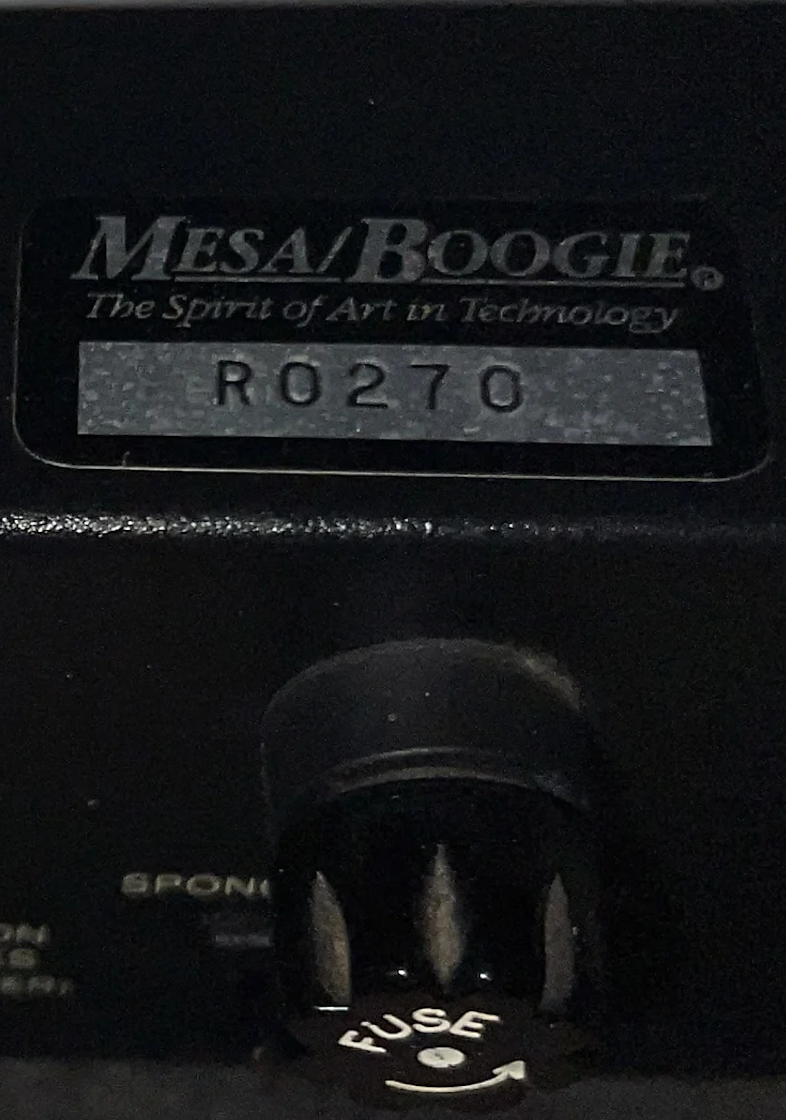 MESA/BOOGIE®
The Spirit of Art in Technology
R0270
FUSE